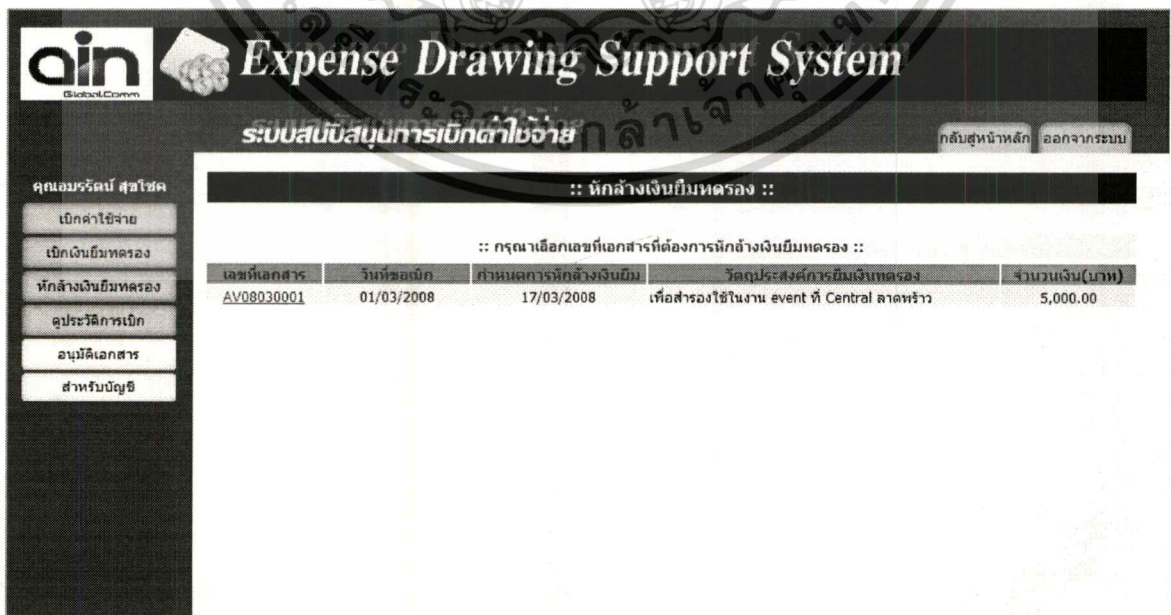 ain
GlobalComm
Expense Drawing Support System
ระบบสนับสนุนการเบิกค่าใช้จ่าย
กลับสู่หน้าหลัก ออกจากระบบ
คุณอมรรัตน์ สุขโชค
เบิกค่าใช้จ่าย
เบิกเงินยืมทดรอง
หักล้างเงินยืมทดรอง
ดูประวัติการเบิก
อนุมัติเอกสาร
สำหรับบัญชี
:: หักล้างเงินยืมทดรอง ::
:: กรุณาเลือกเลขที่เอกสารที่ต้องการหักล้างเงินยืมทดรอง ::
เลขที่เอกสาร วันที่ขอเบิก กำหนดการหักล้างเงินยืม วัตถุประสงค์การยืมเงินทดรอง จำนวนเงิน(บาท)
AV08030001 01/03/2008 17/03/2008 เพื่อสำรองใช้ในงาน event ที่ Central ลาดพร้าว 5,000.00